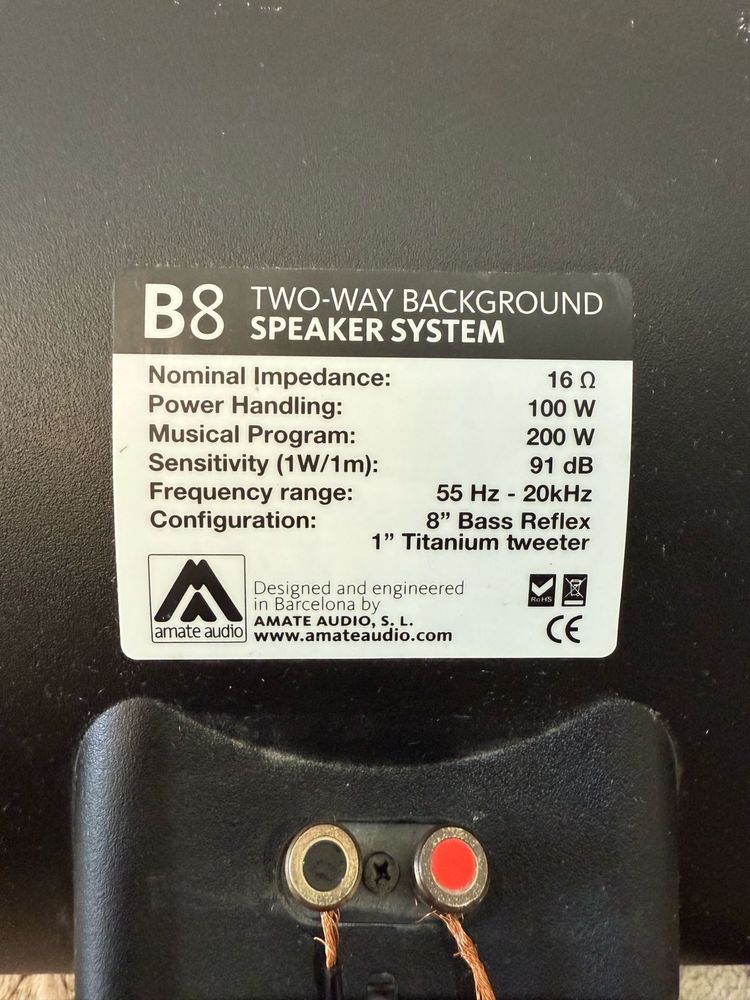 B8 TWO-WAY BACKGROUND
SPEAKER SYSTEM
Nominal Impedance: 16 Ω
Power Handling: 100 W
Musical Program: 200 W
Sensitivity (1W/1m): 91 dB
Frequency range: 55 Hz - 20kHz
Configuration: 8” Bass Reflex
1” Titanium tweeter
amate audio
Designed and engineered
in Barcelona by
AMATE AUDIO, S. L.
www.amateaudio.com
RoHS
CE